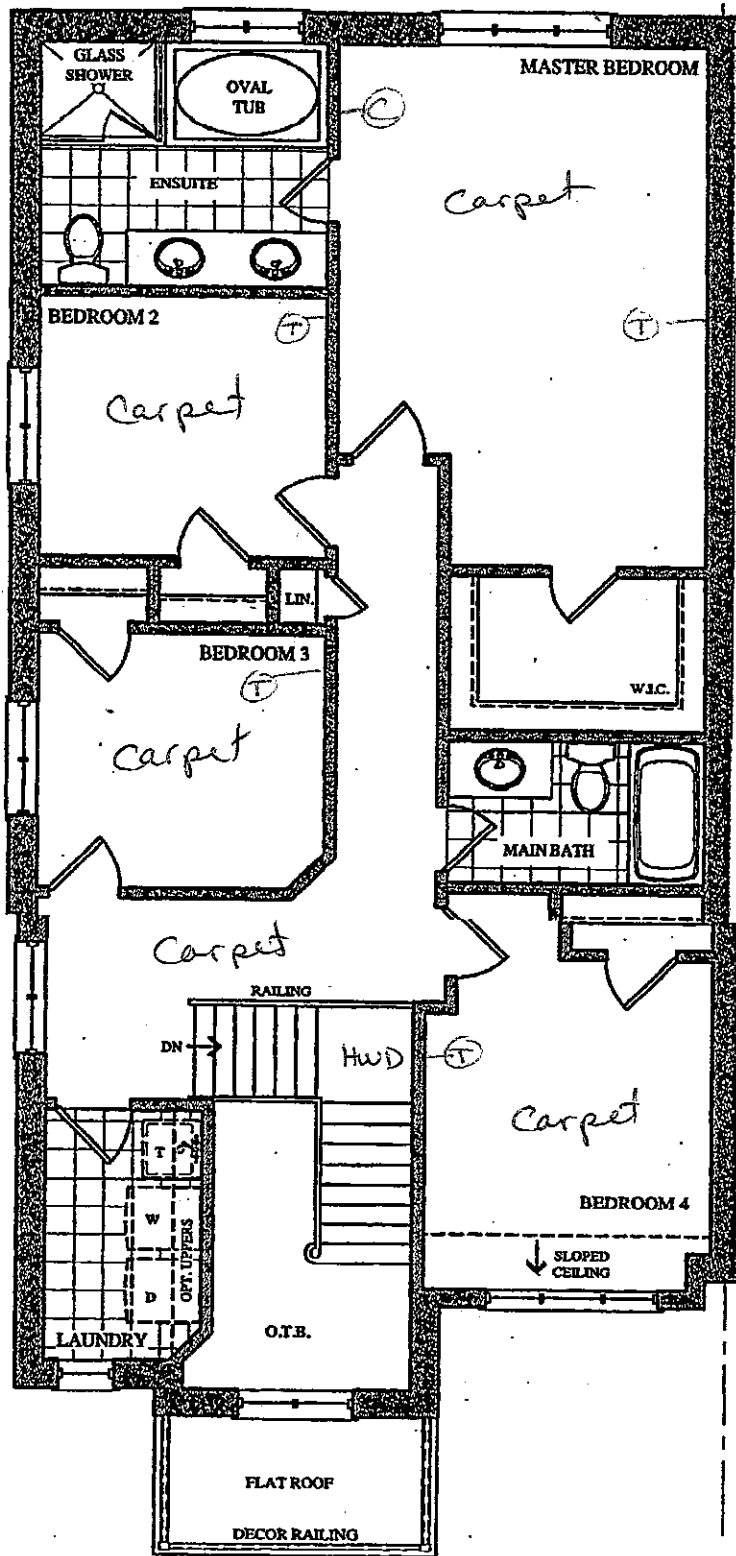 GLASS
SHOWER
OVAL
TUB
MASTER BEDROOM
C
ENSUITE
Carpet
BEDROOM 2
T
T
Carpet
LIN.
BEDROOM 3
T
W.I.C.
Carpet
MAIN BATH
Carpet
RAILING
DN
HWD
T
Carpet
T
W
OPT. UPPERS
D
BEDROOM 4
SLOPED
CEILING
LAUNDRY
O.T.B.
FLAT ROOF
DECOR RAILING